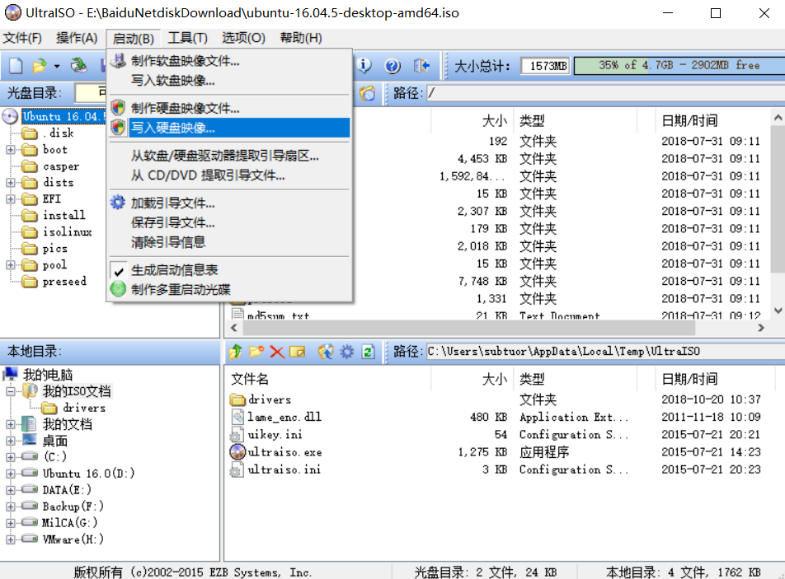 UltraISO - E:\BaiduNetdiskDownload\ubuntu-16.04.5-desktop-amd64.iso
文件(F) 操作(A) 启动(B) 工具(T) 选项(O) 帮助(H)
大小总计: 1573MB 35% of 4.7GB - 2902MB free
光盘目录: 路径: /
制作软盘映像文件...
写入软盘映像...
制作硬盘映像文件...
写入硬盘映像...
从软盘/硬盘驱动器提取引导扇区...
从 CD/DVD 提取引导文件...
加载引导文件...
保存引导文件...
清除引导信息
生成启动信息表
制作多重启动光碟
Ubuntu 16.04.5
.disk
boot
casper
dists
EFI
install
isolinux
pics
pool
preseed
大小 类型 日期/时间
192 文件夹 2018-07-31 09:11
4,453 KB 文件夹 2018-07-31 09:11
1,592,84... 文件夹 2018-07-31 09:11
15 KB 文件夹 2018-07-31 09:11
2,307 KB 文件夹 2018-07-31 09:11
179 KB 文件夹 2018-07-31 09:11
2,018 KB 文件夹 2018-07-31 09:11
15 KB 文件夹 2018-07-31 09:11
7,748 KB 文件夹 2018-07-31 09:11
1,331 文件夹 2018-07-31 09:11
md5sum.txt 21 KB Text Document 2018-07-31 09:12
本地目录: 路径: C:\Users\subtuor\AppData\Local\Temp\UltraISO
我的电脑
我的ISO文档
drivers
我的文档
桌面
(C:)
Ubuntu 16.0(D:)
DATA(E:)
Backup(F:)
MilCA(G:)
VMware(H:)
文件名 大小 类型 日期/时间
drivers 文件夹 2018-10-20 10:37
lame_enc.dll 480 KB Application Ext... 2011-11-18 10:09
uikey.ini 54 Configuration S... 2015-07-21 20:21
ultraiso.exe 1,275 KB 应用程序 2015-07-21 14:23
ultraiso.ini 3 KB Configuration S... 2015-07-21 20:23
版权所有 (c)2002-2015 EZB Systems, Inc. 光盘目录: 2 文件, 24 KB 本地目录: 4 文件, 1762 KB